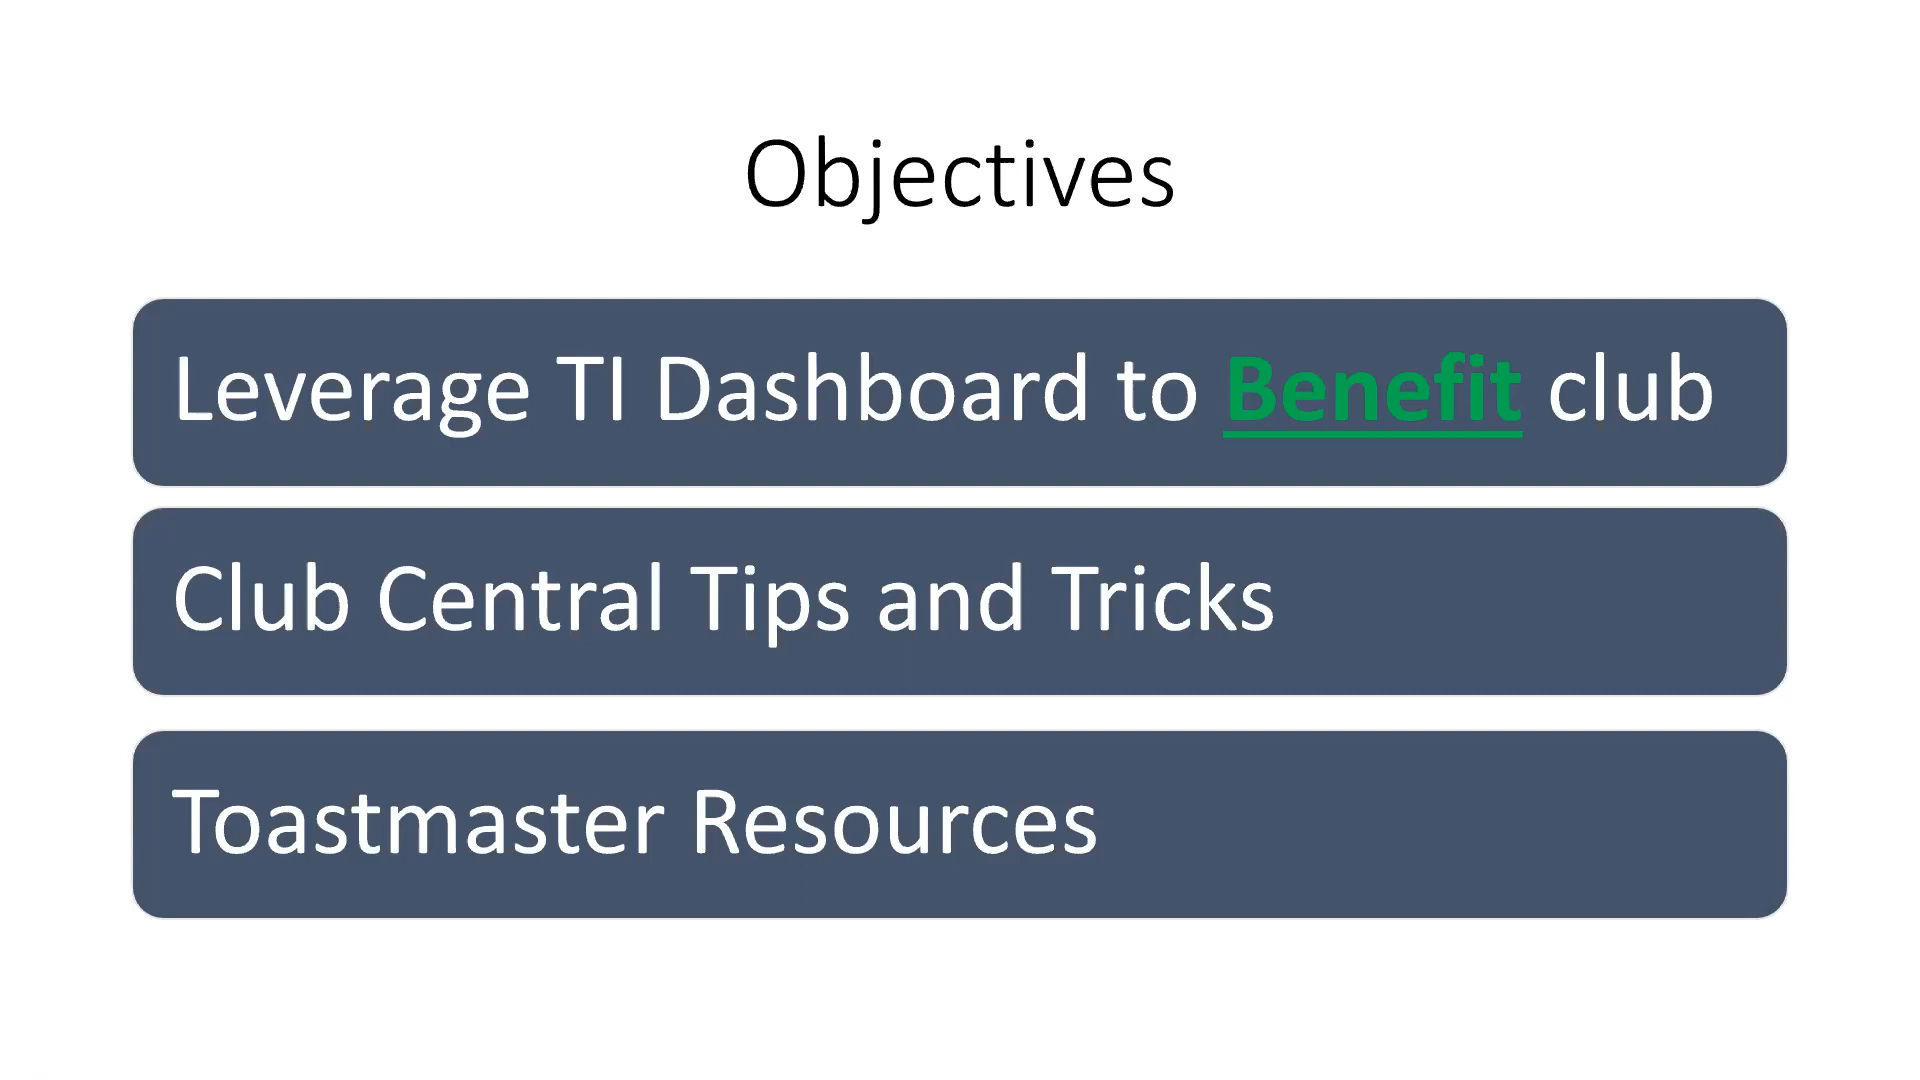 Objectives
Leverage TI Dashboard to Benefit club
Club Central Tips and Tricks
Toastmaster Resources